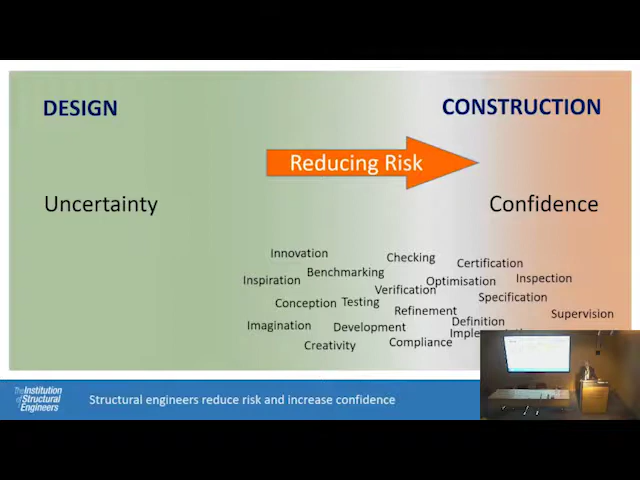 DESIGN
CONSTRUCTION
Reducing Risk
Uncertainty
Confidence
Innovation
Checking
Certification
Benchmarking
Inspiration
Optimisation
Inspection
Verification
Conception
Testing
Specification
Refinement
Supervision
Imagination
Development
Definition
Compliance
Creativity
The Institution
of Structural
Engineers
Structural engineers reduce risk and increase confidence